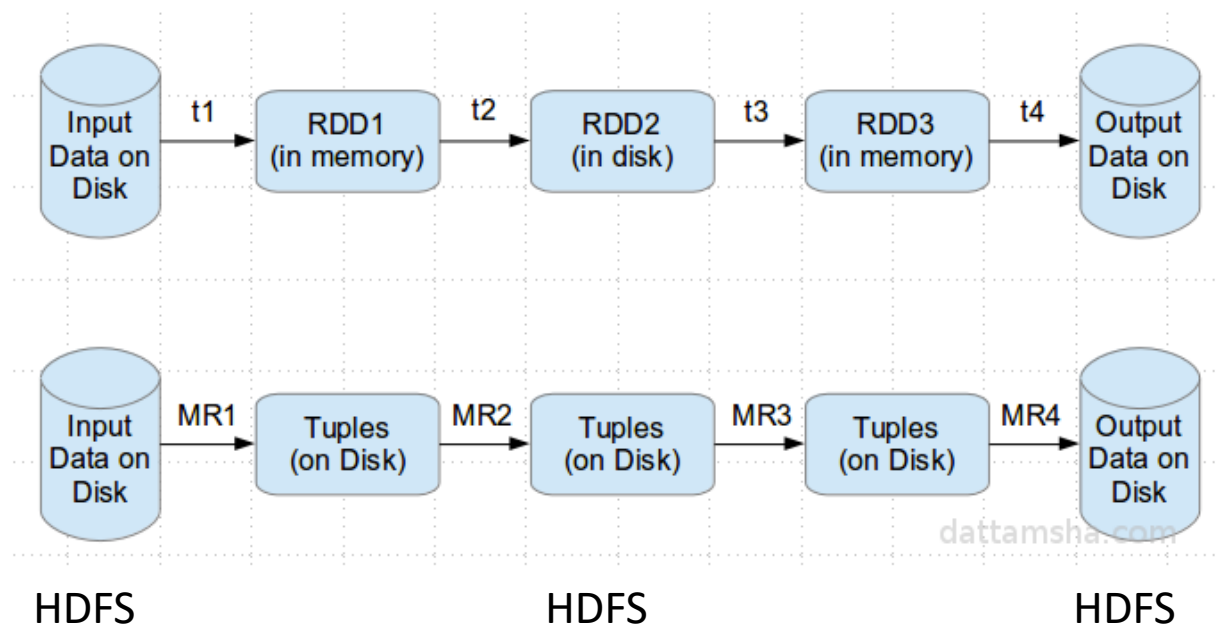 Input
Data on
Disk
t1
RDD1
(in memory)
t2
RDD2
(in disk)
t3
RDD3
(in memory)
t4
Output
Data on
Disk
Input
Data on
Disk
MR1
Tuples
(on Disk)
MR2
Tuples
(on Disk)
MR3
Tuples
(on Disk)
MR4
Output
Data on
Disk
dattamsha.com
HDFS
HDFS
HDFS